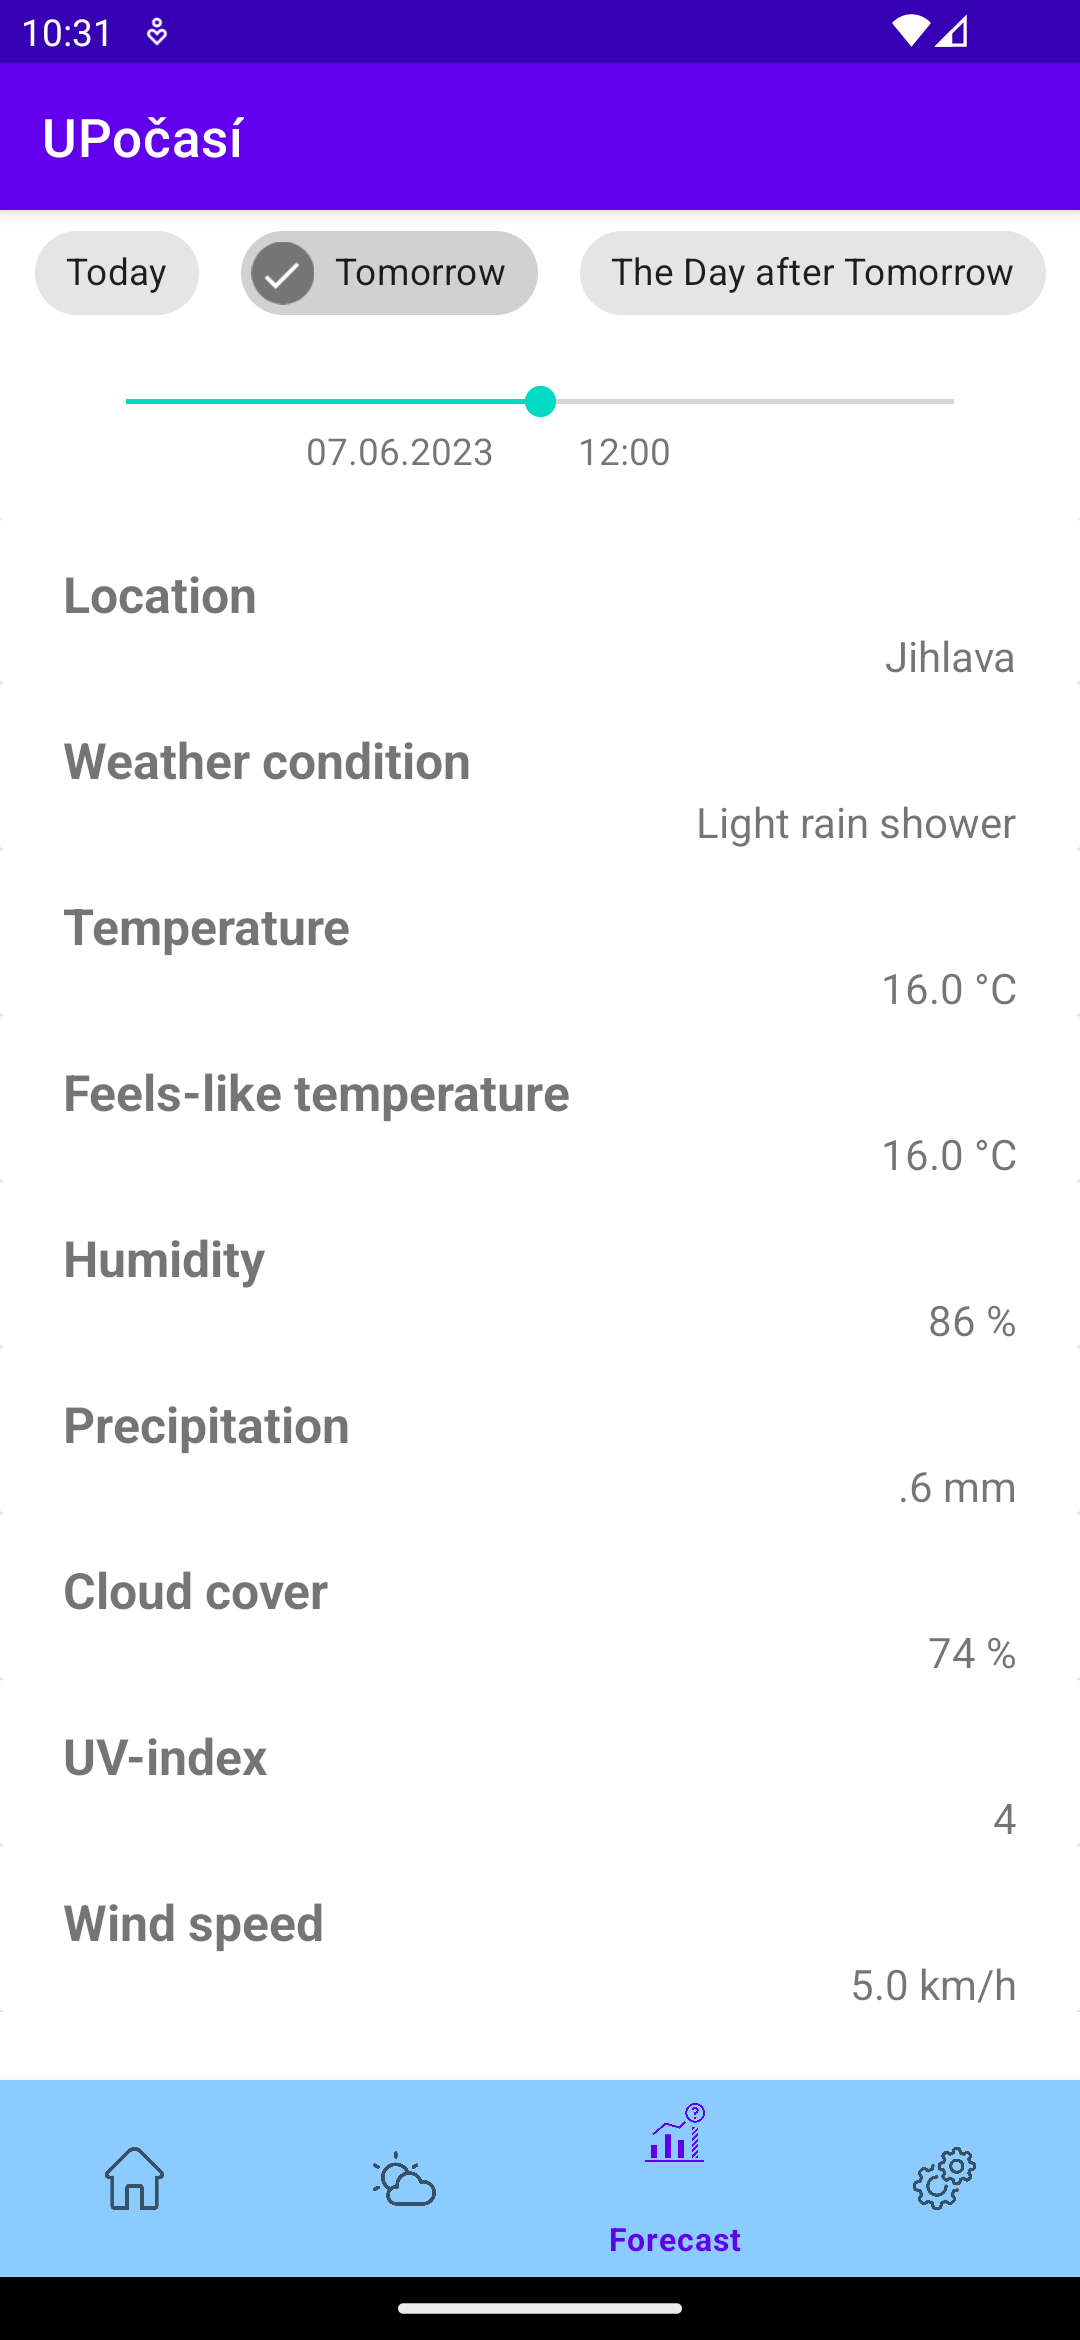 10:31
UPočasí
Today Tomorrow The Day after Tomorrow
07.06.2023 12:00
Location
Jihlava
Weather condition
Light rain shower
Temperature
16.0 °C
Feels-like temperature
16.0 °C
Humidity
86 %
Precipitation
.6 mm
Cloud cover
74 %
UV-index
4
Wind speed
5.0 km/h
?
Forecast